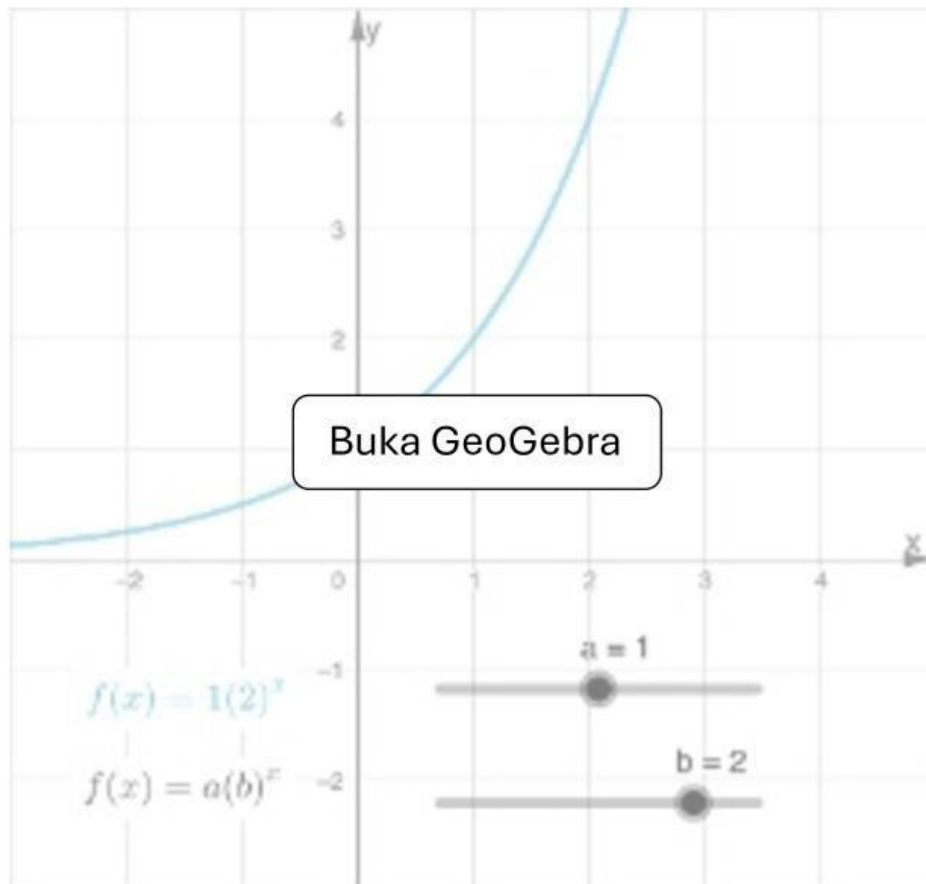 y
4
3
2
Buka GeoGebra
x
−2 −1 0 1 2 3 4
a = 1
−1
f(x) = 1(2)^x
b = 2
f(x) = a(b)^x
−2